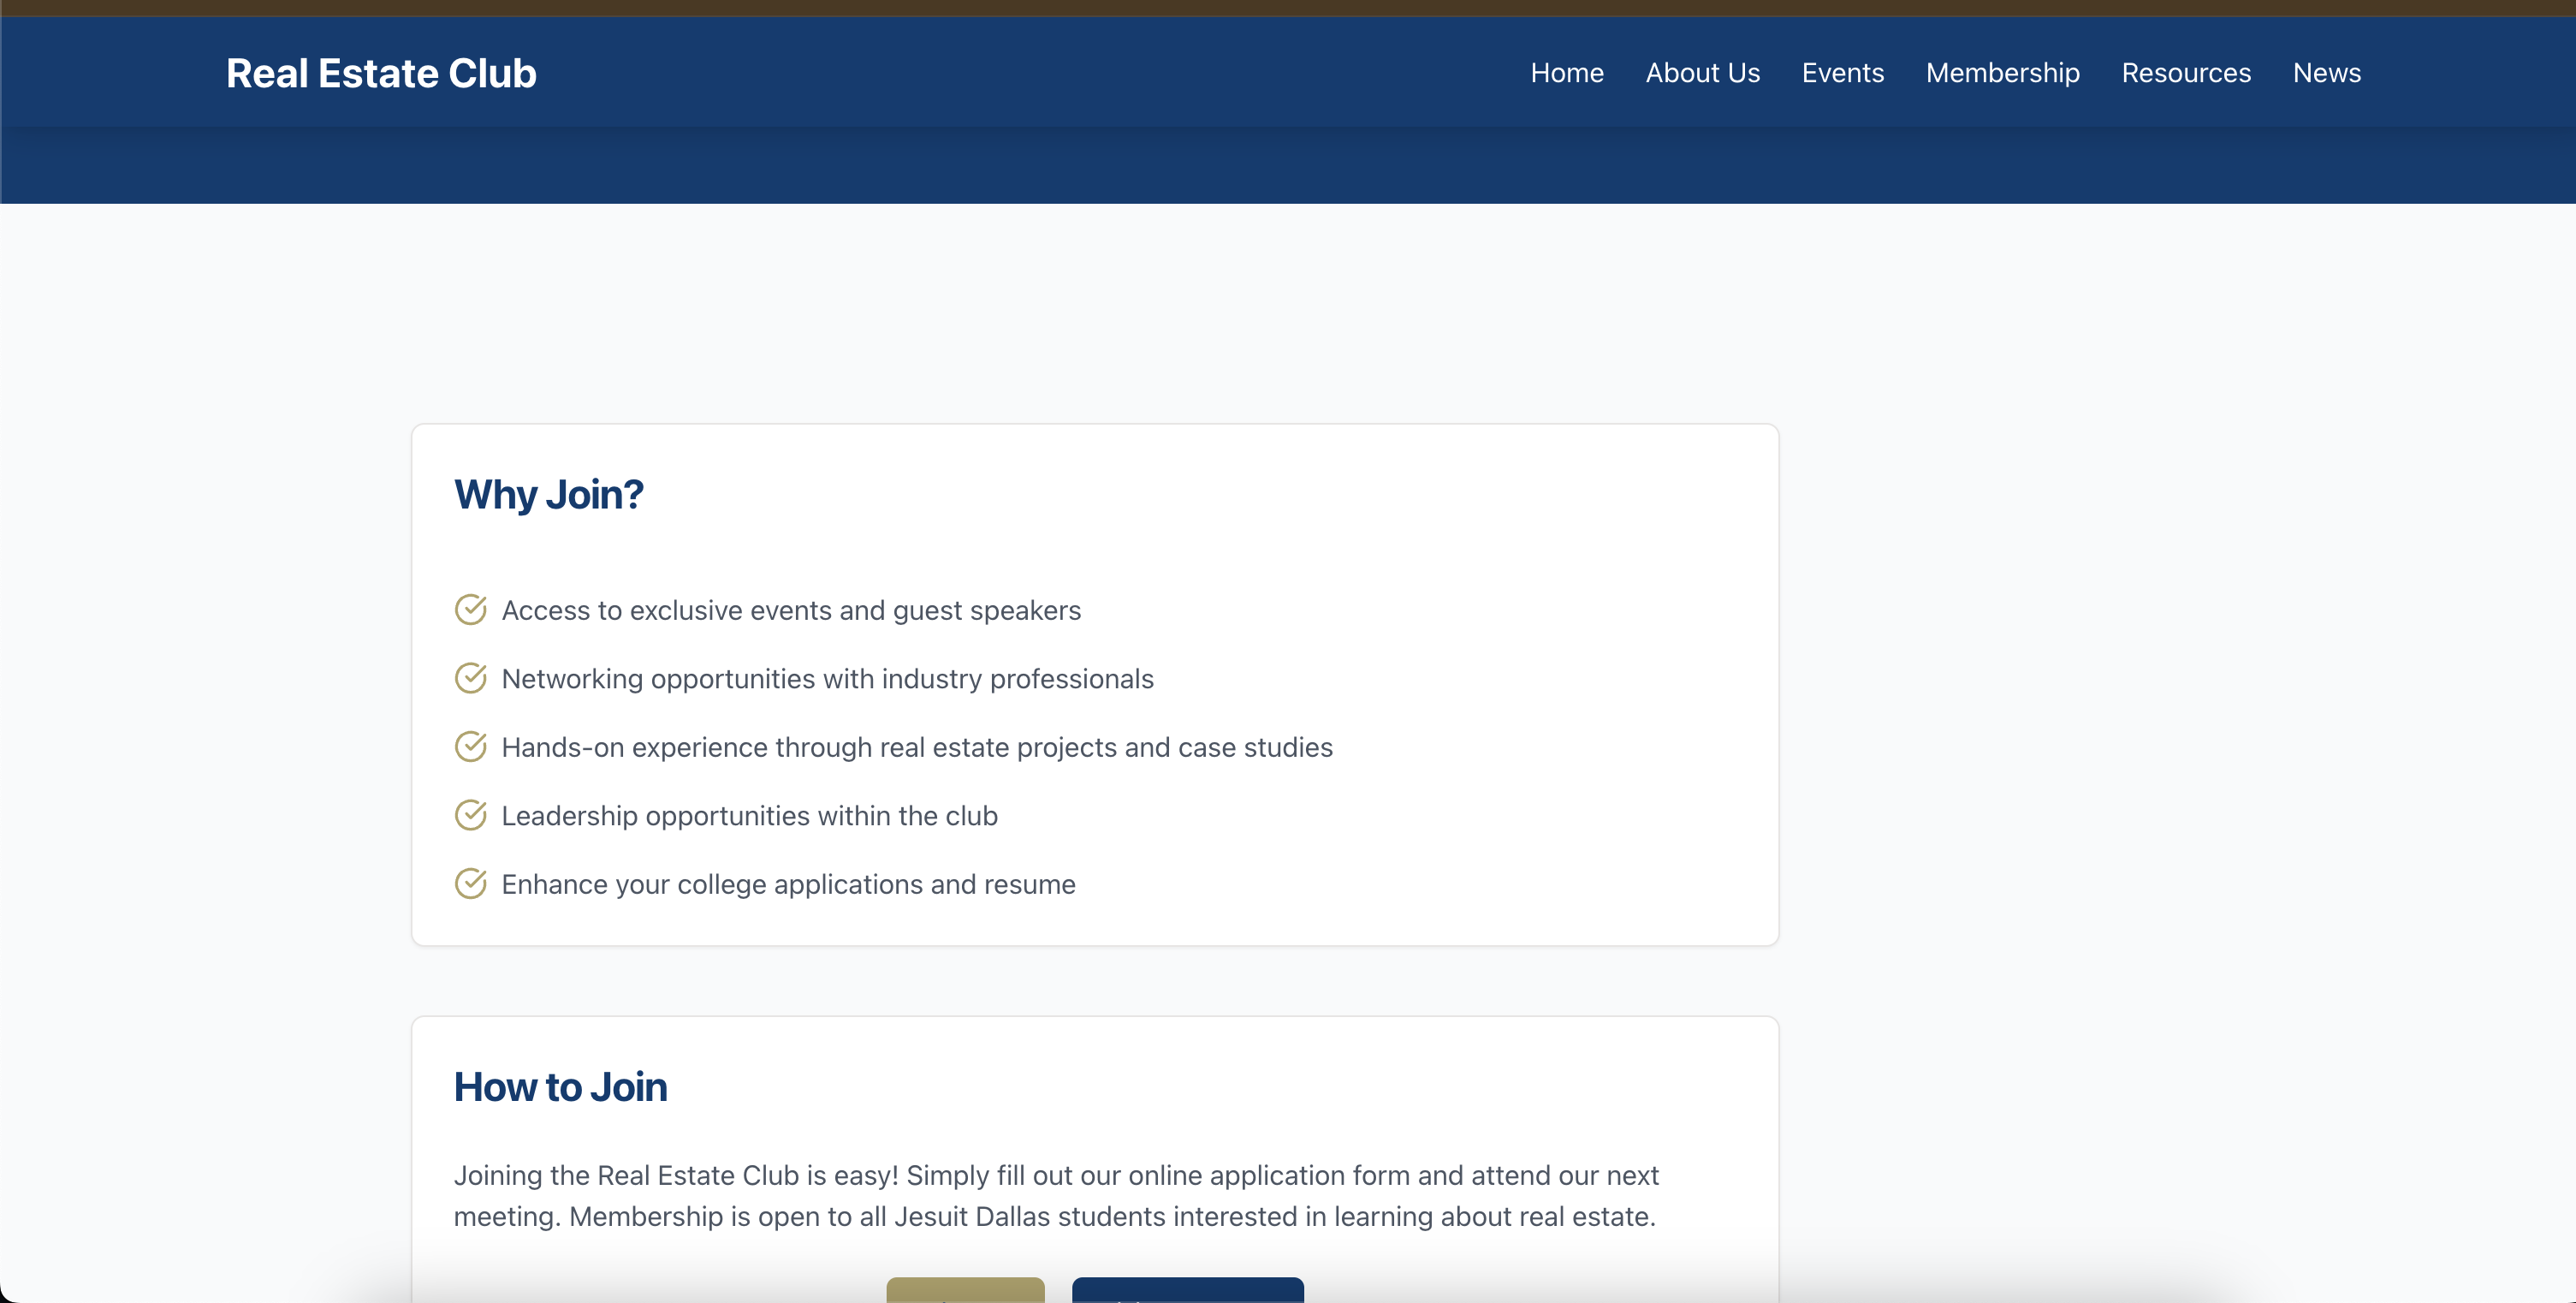 Real Estate Club
Home About Us Events Membership Resources News
Why Join?
Access to exclusive events and guest speakers
Networking opportunities with industry professionals
Hands-on experience through real estate projects and case studies
Leadership opportunities within the club
Enhance your college applications and resume
How to Join
Joining the Real Estate Club is easy! Simply fill out our online application form and attend our next
meeting. Membership is open to all Jesuit Dallas students interested in learning about real estate.